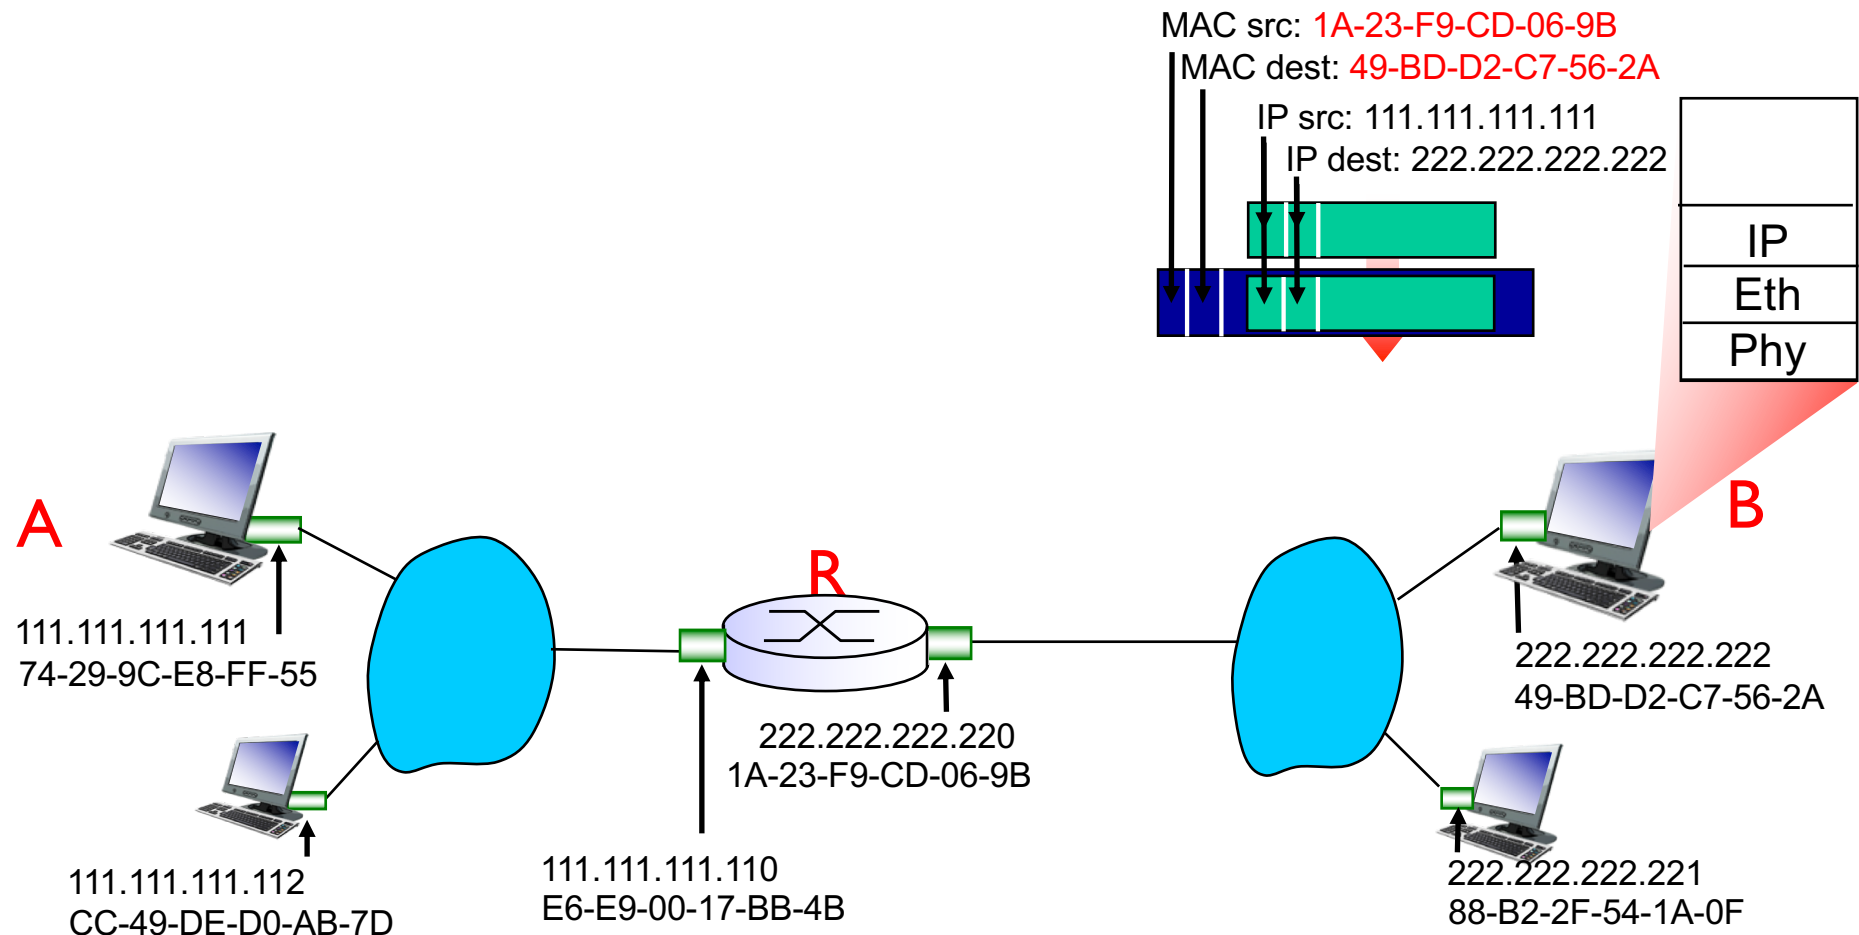 MAC src: 1A-23-F9-CD-06-9B
MAC dest: 49-BD-D2-C7-56-2A
IP src: 111.111.111.111
IP dest: 222.222.222.222
IP
Eth
Phy
A
111.111.111.111
74-29-9C-E8-FF-55
111.111.111.112
CC-49-DE-D0-AB-7D
R
222.222.222.220
1A-23-F9-CD-06-9B
111.111.111.110
E6-E9-00-17-BB-4B
B
222.222.222.222
49-BD-D2-C7-56-2A
222.222.222.221
88-B2-2F-54-1A-0F